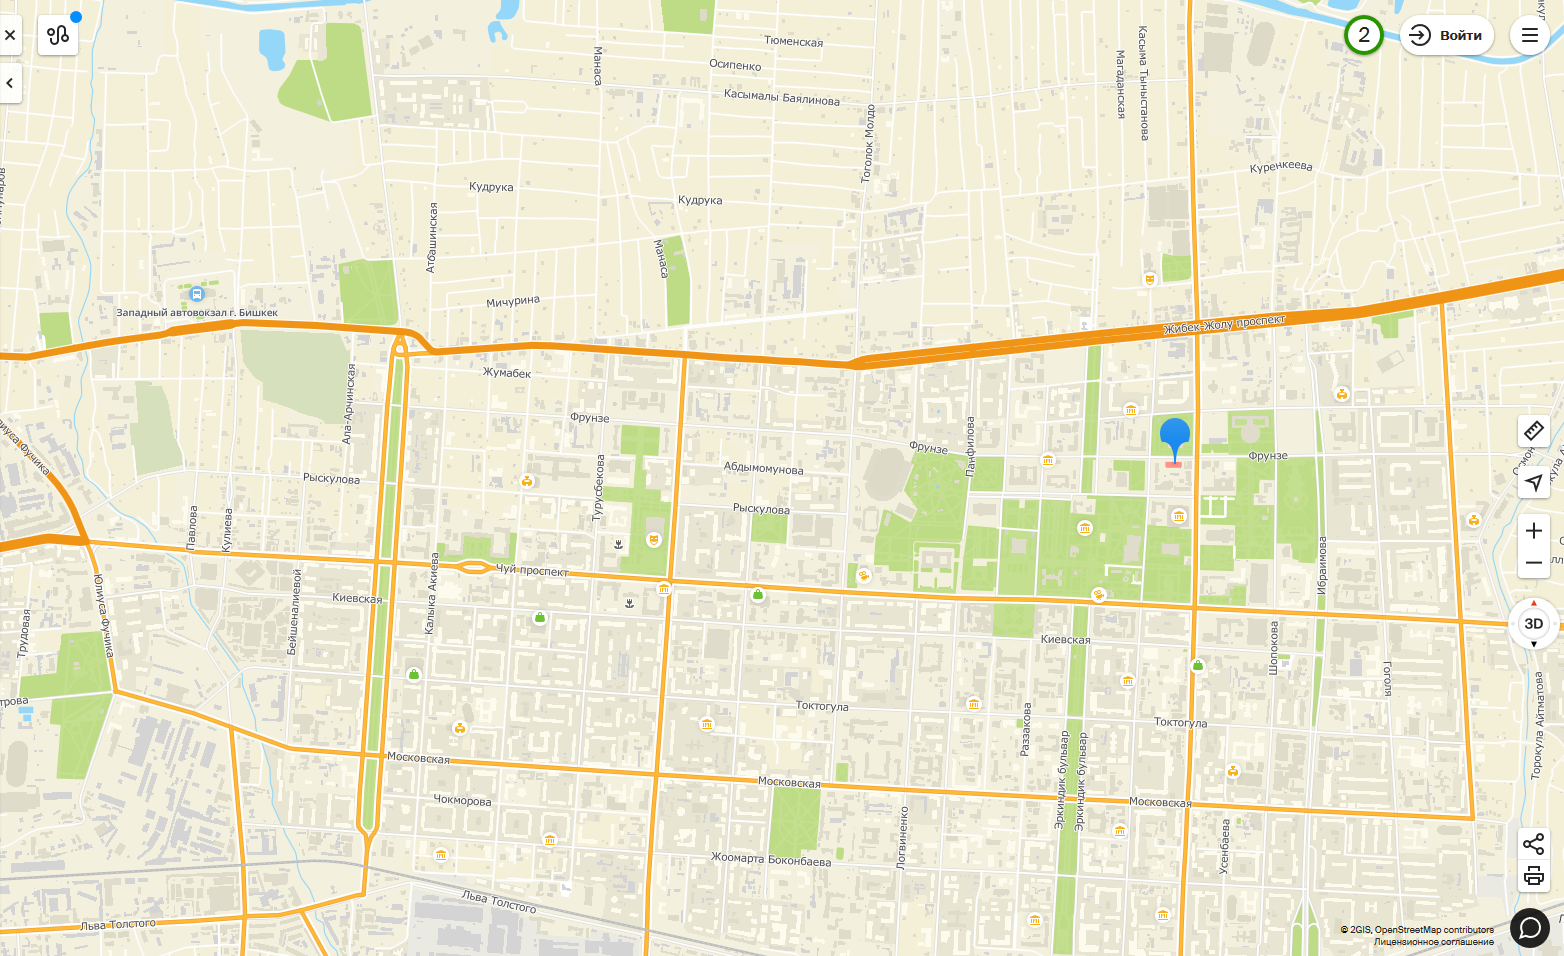 2
Войти
Тюменская
Осипенко
Касымалы Баялинова
Манаса
Тоголок Молдо
Магаданская
Касыма Тыныстанова
Куренкеева
Кудрука
Кудрука
Атбашинская
Манаса
Мичурина
Западный автовокзал г. Бишкек
Жибек-Жолу проспект
Жумабек
Ала-Арчинская
Фрунзе
Фрунзе
Панфилова
Фрунзе
Абдымомунова
Рыскулова
Турусбекова
Рыскулова
Павлова
Кулиева
Чуй проспект
Юлиуса Фучика
Бейшеналиевой
Киевская
Калыка Акиева
Ибраимова
Киевская
Шопокова
Гоголя
Трудовая
Токтогула
Токтогула
Раззакова
Эркиндик бульвар
Эркиндик бульвар
Торокула Айтматова
Московская
Московская
Московская
Чокморова
Жоомарта Боконбаева
Логвиненко
Усенбаева
Льва Толстого
Льва Толстого
3D
© 2GIS, OpenStreetMap contributors
Лицензионное соглашение